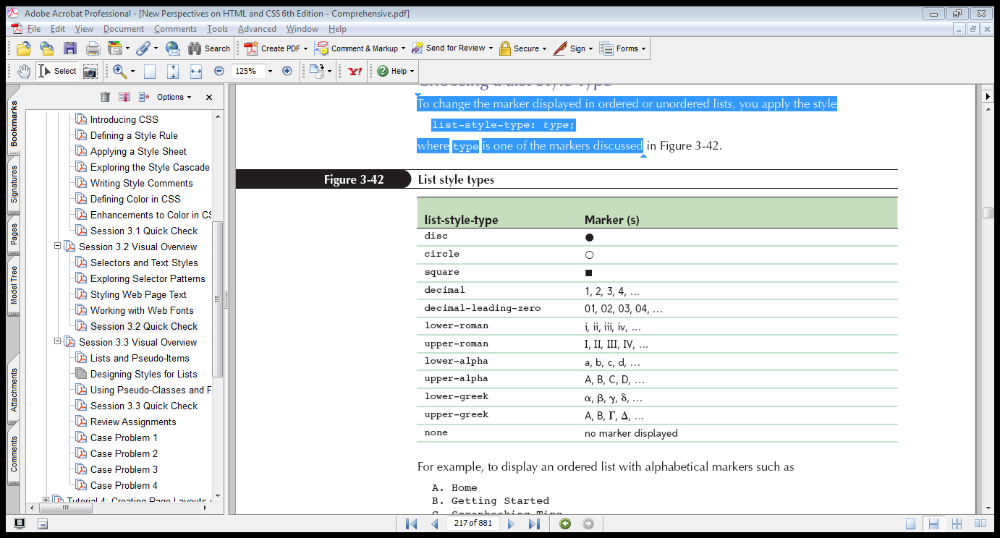 Adobe Acrobat Professional - [New Perspectives on HTML and CSS 6th Edition - Comprehensive.pdf]
File Edit View Document Comments Tools Advanced Window Help
Search Create PDF Comment & Markup Send for Review Secure Sign Forms
Select 125% Y! Help
Options
Bookmarks
Signatures
Pages
Model Tree
Attachments
Comments
Introducing CSS
Defining a Style Rule
Applying a Style Sheet
Exploring the Style Cascade
Writing Style Comments
Defining Color in CSS
Enhancements to Color in CS
Session 3.1 Quick Check
Session 3.2 Visual Overview
Selectors and Text Styles
Exploring Selector Patterns
Styling Web Page Text
Working with Web Fonts
Session 3.2 Quick Check
Session 3.3 Visual Overview
Lists and Pseudo-Items
Designing Styles for Lists
Using Pseudo-Classes and P
Session 3.3 Quick Check
Review Assignments
Case Problem 1
Case Problem 2
Case Problem 3
Case Problem 4
Tutorial 4: Creating Page Layouts
Choosing a List Style Type
To change the marker displayed in ordered or unordered lists, you apply the style
list-style-type: type;
where type is one of the markers discussed in Figure 3-42.
Figure 3-42 List style types
list-style-type Marker (s)
disc ●
circle ○
square ■
decimal 1, 2, 3, 4, …
decimal-leading-zero 01, 02, 03, 04, …
lower-roman i, ii, iii, iv, …
upper-roman I, II, III, IV, …
lower-alpha a, b, c, d, …
upper-alpha A, B, C, D, …
lower-greek α, β, γ, δ, …
upper-greek Α, Β, Γ, Δ, …
none no marker displayed
For example, to display an ordered list with alphabetical markers such as
A. Home
B. Getting Started
C. Scrapbooking Tips
217 of 881